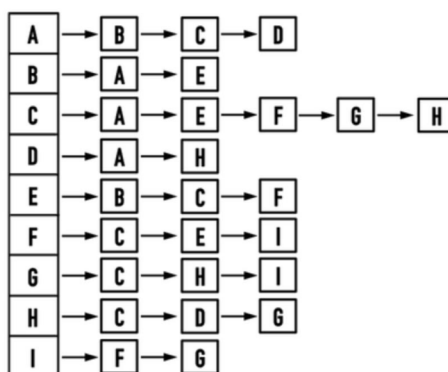 A B C D
B A E
C A E F G H
D A H
E B C F
F C E I
G C H I
H C D G
I F G